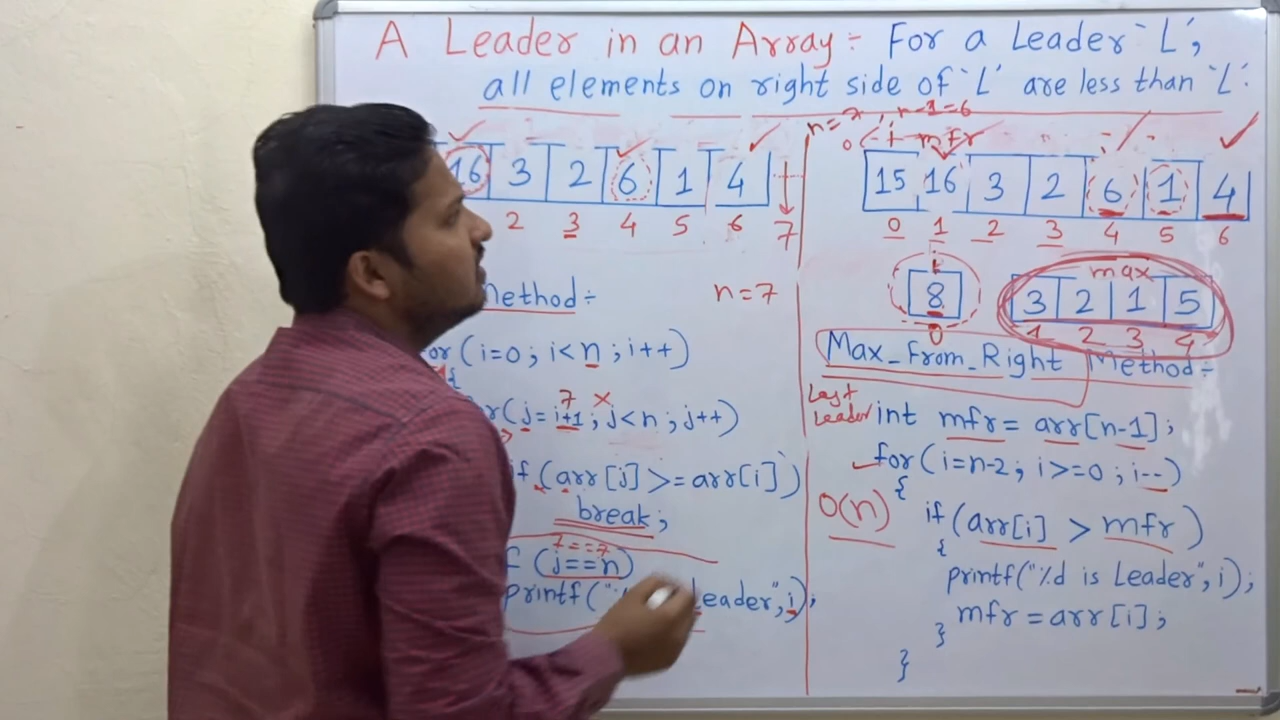 A Leader in an Array:- For a Leader `L',
all elements on right side of `L' are less than `L'.
16 3 2 6 1 4
2 3 4 5 6 7
n=7
Method:-
for(i=0; i<n; i++)
{
7 x
for(j=i+1; j<n; j++)
if (arr[j]>=arr[i])
break;
7==7
if (j==n)
printf(" Leader", i);
n=7, n-1=6
0 <- i mfr
15 16 3 2 6 1 4
0 1 2 3 4 5 6
8
0
max
3 2 1 5
1 2 3 4
Max_From_Right Method:-
Last
Leader
int mfr= arr[n-1];
for(i=n-2; i>=0; i--)
{
O(n)
if (arr[i] > mfr)
{
printf("%d is Leader", i);
mfr=arr[i];
}
}